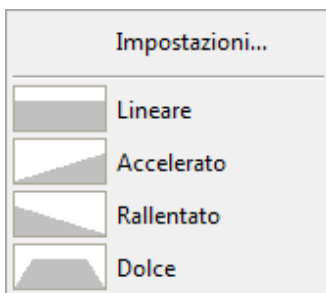 Impostazioni...
Lineare
Accelerato
Rallentato
Dolce